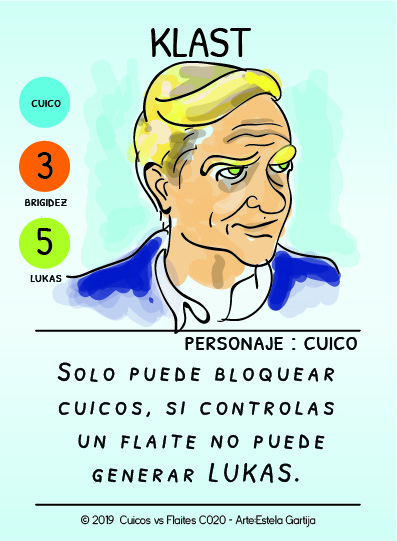 KLAST
CUICO
3
BRIGIDEZ
5
LUKAS
PERSONAJE : CUICO
SOLO PUEDE BLOQUEAR
CUICOS, SI CONTROLAS
UN FLAITE NO PUEDE
GENERAR LUKAS.
© 2019 Cuicos vs Flaites C020 - Arte:Estela Gartija